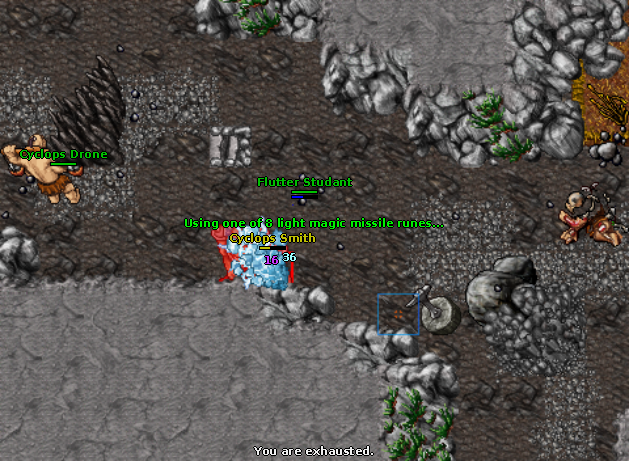 Cyclops Drone
Flutter Studant
Using one of 8 light magic missile runes...
Cyclops Smith
16 36
You are exhausted.